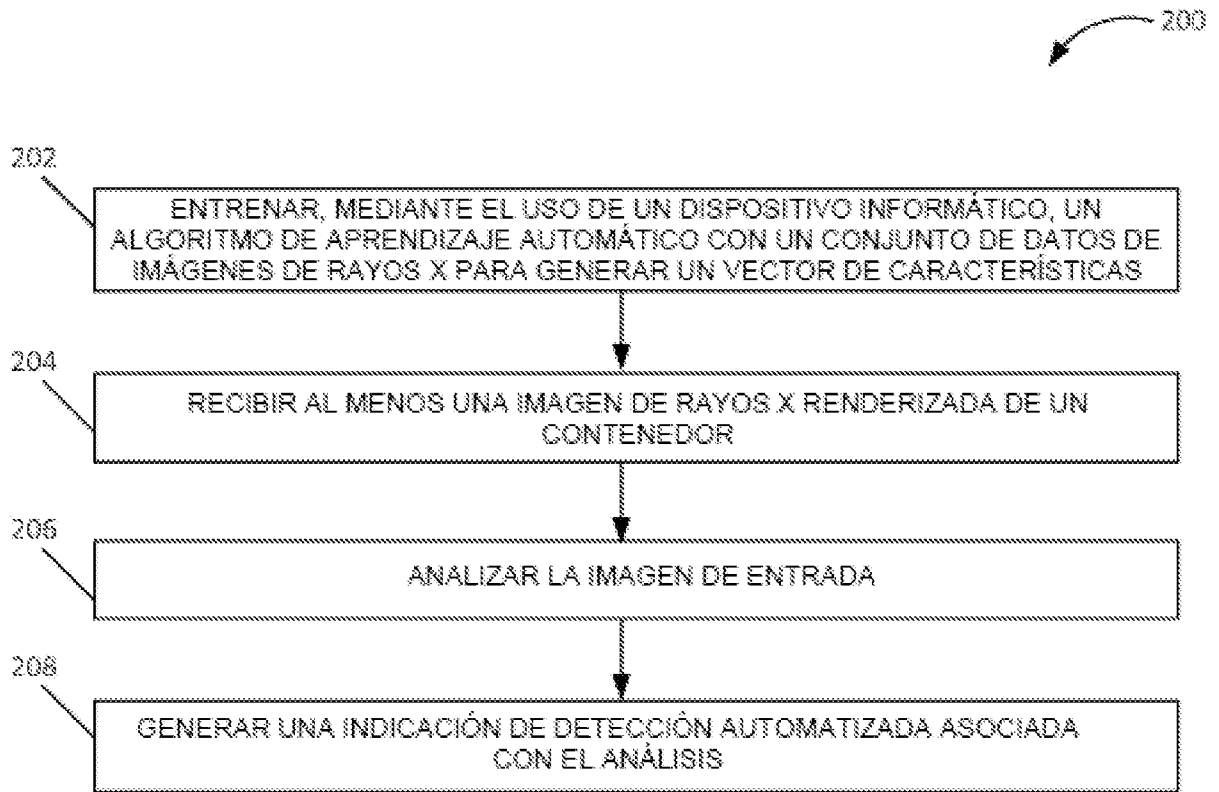 200
202
ENTRENAR, MEDIANTE EL USO DE UN DISPOSITIVO INFORMÁTICO, UN
ALGORITMO DE APRENDIZAJE AUTOMÁTICO CON UN CONJUNTO DE DATOS DE
IMÁGENES DE RAYOS X PARA GENERAR UN VECTOR DE CARACTERÍSTICAS
204
RECIBIR AL MENOS UNA IMAGEN DE RAYOS X RENDERIZADA DE UN
CONTENEDOR
206
ANALIZAR LA IMAGEN DE ENTRADA
208
GENERAR UNA INDICACIÓN DE DETECCIÓN AUTOMATIZADA ASOCIADA
CON EL ANÁLISIS